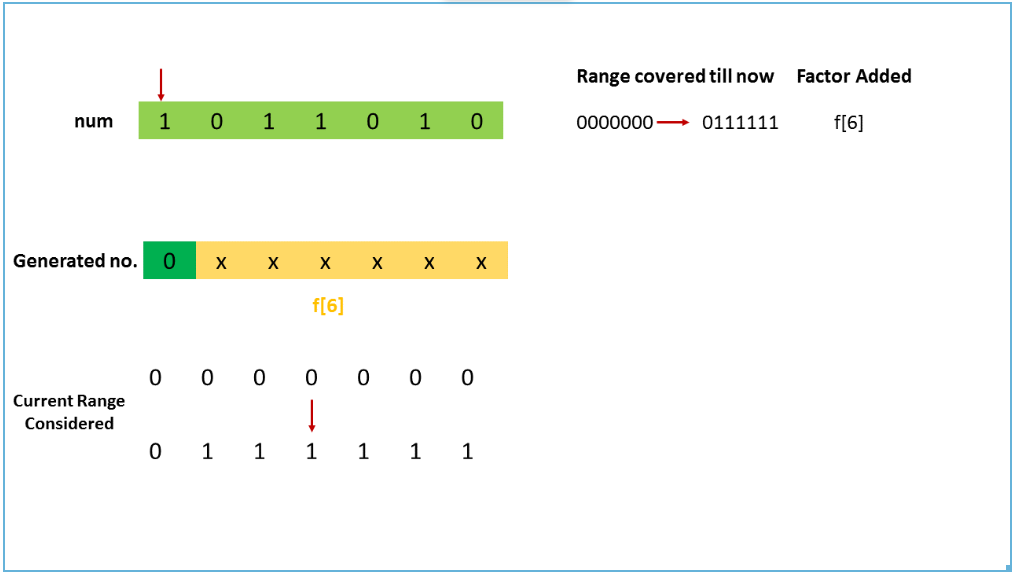 Range covered till now Factor Added
num 1 0 1 1 0 1 0
0000000 0111111 f[6]
Generated no. 0 x x x x x x
f[6]
0 0 0 0 0 0 0
Current Range
Considered
0 1 1 1 1 1 1